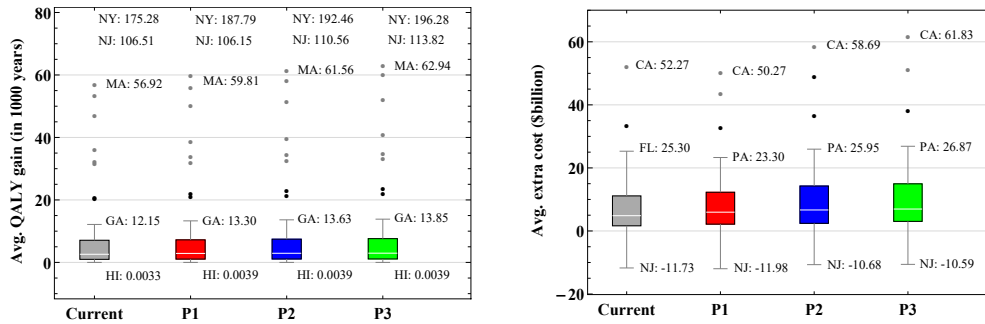 Avg. QALY gain (in 1000 years)
80
60
40
20
0
NY: 175.28
NY: 187.79
NY: 192.46
NY: 196.28
NJ: 106.51
NJ: 106.15
NJ: 110.56
NJ: 113.82
MA: 56.92
MA: 59.81
MA: 61.56
MA: 62.94
GA: 12.15
GA: 13.30
GA: 13.63
GA: 13.85
HI: 0.0033
HI: 0.0039
HI: 0.0039
HI: 0.0039
Current
P1
P2
P3
Avg. extra cost ($billion)
60
40
20
0
−20
CA: 52.27
CA: 50.27
CA: 58.69
CA: 61.83
FL: 25.30
PA: 23.30
PA: 25.95
PA: 26.87
NJ: -11.73
NJ: -11.98
NJ: -10.68
NJ: -10.59
Current
P1
P2
P3